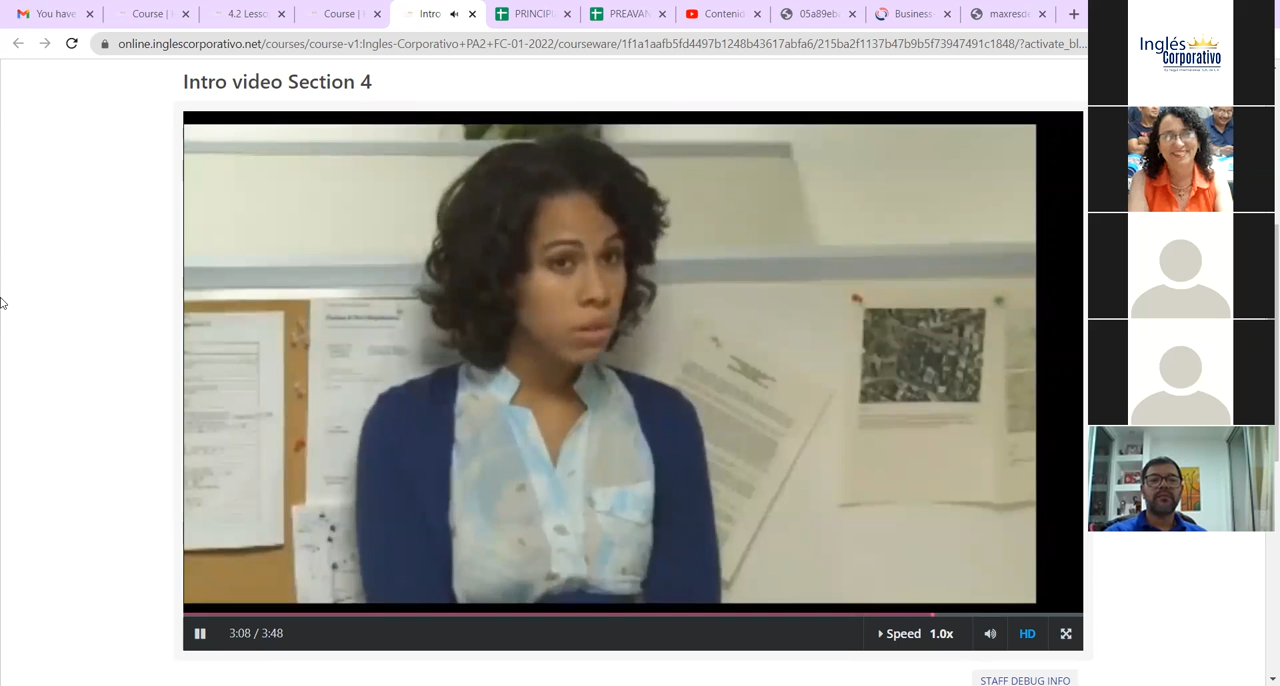 You have
Course |
4.2 Lesso
Course |
Intro
PRINCIPI
PREAVAN
Contenid
05a89eb
Business-
maxresde
online.inglescorporativo.net/courses/course-v1:Ingles-Corporativo+PA2+FC-01-2022/courseware/1f1a1aafb5fd4497b1248b43617abfa6/215ba2f1137b47b9b5f73947491c1848/?activate_bl...
Inglés
Corporativo
Intro video Section 4
3:08 / 3:48
Speed 1.0x
HD
STAFF DEBUG INFO